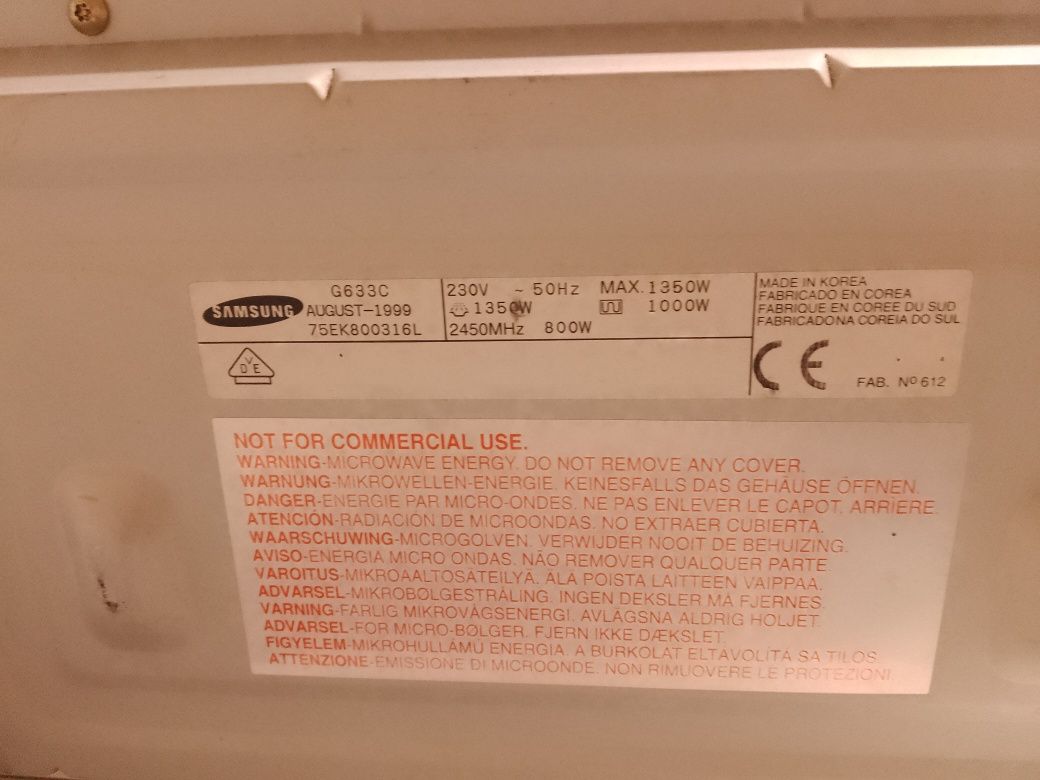 SAMSUNG
G633C
AUGUST-1999
75EK800316L
230V ~ 50Hz MAX. 1350W
1350W 1000W
2450MHz 800W
MADE IN KOREA
FABRICADO EN COREA
FABRIQUE EN COREE DU SUD
FABRICADONA COREIA DO SUL
DVE
CE
FAB. Nº 612
NOT FOR COMMERCIAL USE.
WARNING-MICROWAVE ENERGY. DO NOT REMOVE ANY COVER.
WARNUNG-MIKROWELLEN-ENERGIE. KEINESFALLS DAS GEHÄUSE ÖFFNEN.
DANGER-ENERGIE PAR MICRO-ONDES. NE PAS ENLEVER LE CAPOT, ARRIERE.
ATENCIÓN-RADIACIÓN DE MICROONDAS. NO EXTRAER CUBIERTA.
WAARSCHUWING-MICROGOLVEN. VERWIJDER NOOIT DE BEHUIZING.
AVISO-ENERGIA MICRO ONDAS. NÃO REMOVER QUALQUER PARTE
VAROITUS-MIKROAALTOSÄTEILYÄ. ALA POISTA LAITTEEN VAIPPAA.
ADVARSEL-MIKROBØLGESTRÅLING. INGEN DEKSLER MÅ FJERNES.
VARNING-FARLIG MIKROVÅGSENERGI. AVLÄGSNA ALDRIG HOLJET.
ADVARSEL-FOR MICRO-BØLGER. FJERN IKKE DÆKSLET.
FIGYELEM-MIKROHULLÁMÚ ENERGIA. A BURKOLAT ELTÁVOLÍTÁSA TILOS.
ATTENZIONE-EMISSIONE DI MICROONDE. NON RIMUOVERE LE PROTEZIONI.